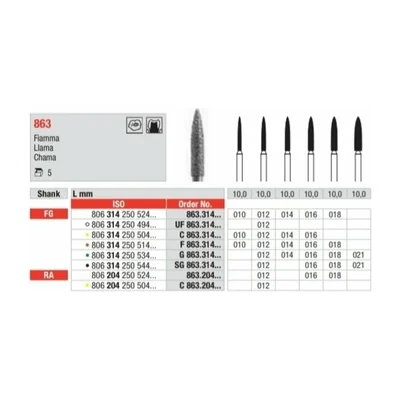 863
Fiamma
Llama
Chama
5
Shank L mm 10,0 10,0 10,0 10,0 10,0 10,0
ISO Order No.
FG 806 314 250 524... 863.314... 010 012 014 016 018
806 314 250 494... UF 863.314... 012
806 314 250 504... C 863.314... 010 012 014 016
806 314 250 514... F 863.314... 010 012 014 016 018
806 314 250 534... G 863.314... 012 014 016 018 021
806 314 250 544... SG 863.314... 012 016 018 021
RA 806 204 250 524... 863.204... 012 016 018
806 204 250 504... C 863.204... 012